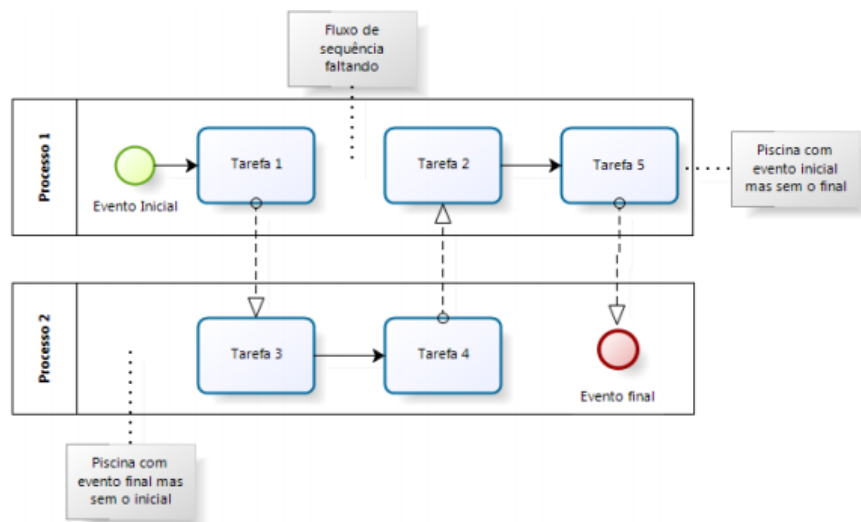 Fluxo de
sequência
faltando
Processo 1
Tarefa 1
Tarefa 2
Tarefa 5
Evento Inicial
Piscina com
evento inicial
mas sem o final
Processo 2
Tarefa 3
Tarefa 4
Evento final
Piscina com
evento final mas
sem o inicial